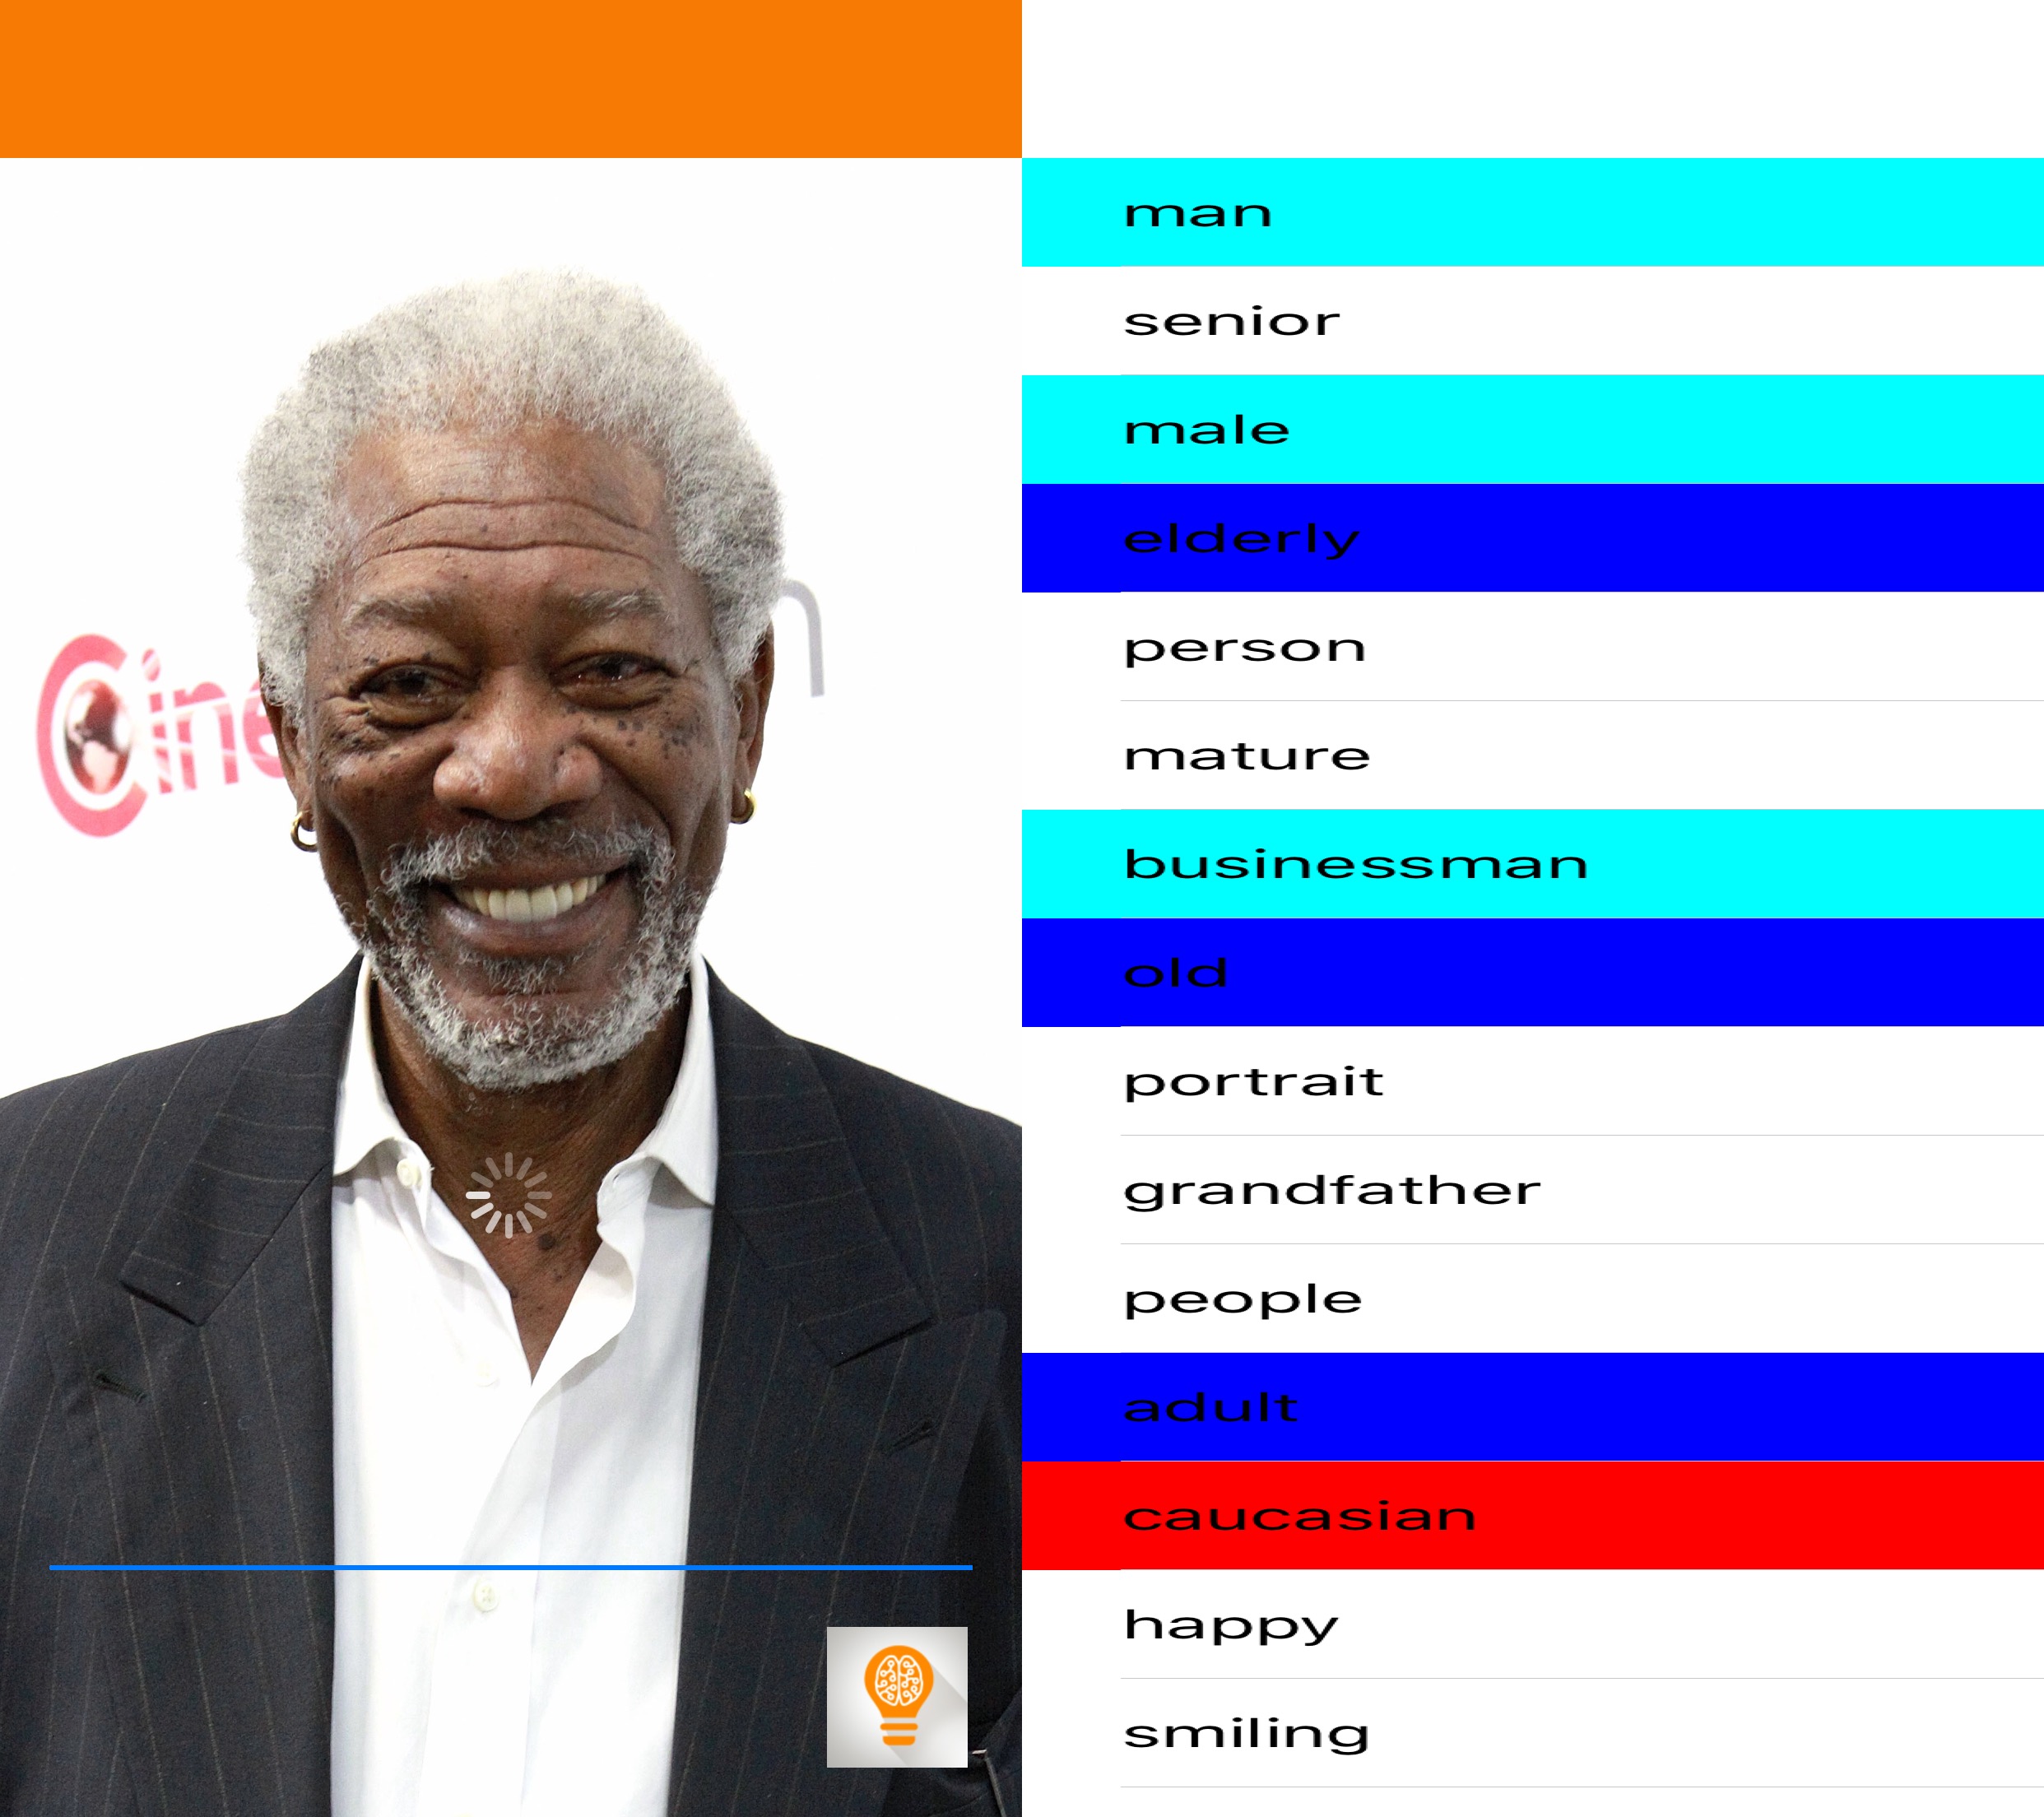 Cine
n
man
senior
male
elderly
person
mature
businessman
old
portrait
grandfather
people
adult
caucasian
happy
smiling